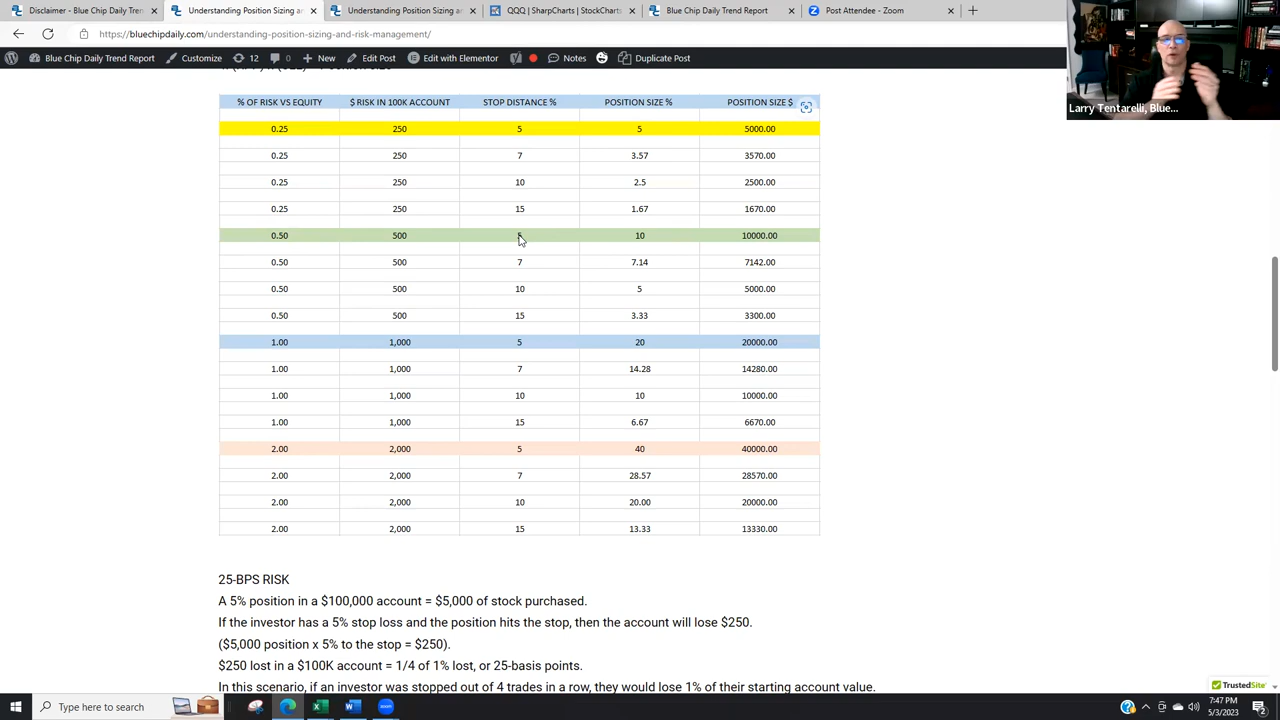 Disclaimer - Blue Chip Daily Tren
Understanding Position Sizing an
Understanding Position Sizing an
QQQ | SharpCharts | StockCharts
Blue Chip Daily Trend Report
Post Attendee - Zoom
https://bluechipdaily.com/understanding-position-sizing-and-risk-management/
Blue Chip Daily Trend Report Customize 12 0 New Edit Post Edit with Elementor Notes Duplicate Post
Larry Tentarelli, Blue...
% OF RISK VS EQUITY $ RISK IN 100K ACCOUNT STOP DISTANCE % POSITION SIZE % POSITION SIZE $
0.25 250 5 5 5000.00
0.25 250 7 3.57 3570.00
0.25 250 10 2.5 2500.00
0.25 250 15 1.67 1670.00
0.50 500 5 10 10000.00
0.50 500 7 7.14 7142.00
0.50 500 10 5 5000.00
0.50 500 15 3.33 3300.00
1.00 1,000 5 20 20000.00
1.00 1,000 7 14.28 14280.00
1.00 1,000 10 10 10000.00
1.00 1,000 15 6.67 6670.00
2.00 2,000 5 40 40000.00
2.00 2,000 7 28.57 28570.00
2.00 2,000 10 20.00 20000.00
2.00 2,000 15 13.33 13330.00
25-BPS RISK
A 5% position in a $100,000 account = $5,000 of stock purchased.
If the investor has a 5% stop loss and the position hits the stop, then the account will lose $250.
($5,000 position x 5% to the stop = $250).
$250 lost in a $100K account = 1/4 of 1% lost, or 25-basis points.
In this scenario, if an investor was stopped out of 4 trades in a row, they would lose 1% of their starting account value.
TrustedSite
Type here to search
7:47 PM
5/3/2023
2